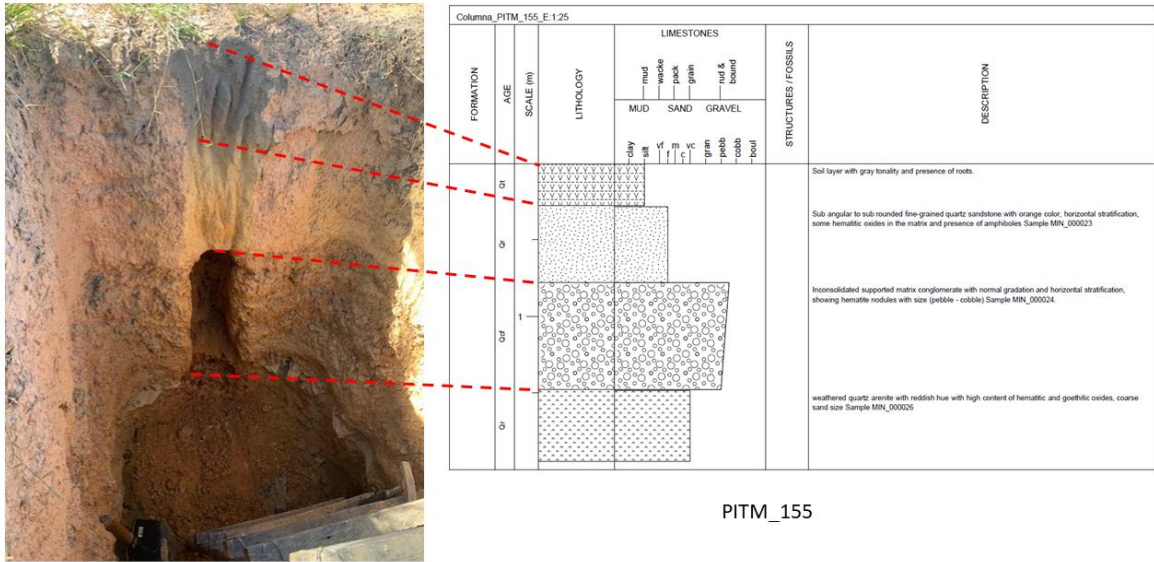 Columna_PITM_155_E:1:25
FORMATION
AGE
SCALE (m)
LITHOLOGY
LIMESTONES
mud
wacke
pack
grain
rud &
bound
MUD SAND GRAVEL
clay
silt
vf
f
m
c
vc
gran
pebb
cobb
boul
STRUCTURES / FOSSILS
DESCRIPTION
Qt
Soil layer with gray tonality and presence of roots.
Sub angular to sub rounded fine-grained quartz sandstone with orange color, horizontal stratification,
some hematitic oxides in the matrix and presence of amphiboles Sample MIN_000023
Inconsolidated supported matrix conglomerate with normal gradation and horizontal stratification,
showing hematite nodules with size (pebble - cobble) Sample MIN_000024.
1
weathered quartz arenite with reddish hue with high content of hematitic and goethitic oxides, coarse
sand size Sample MIN_000026
PITM_155